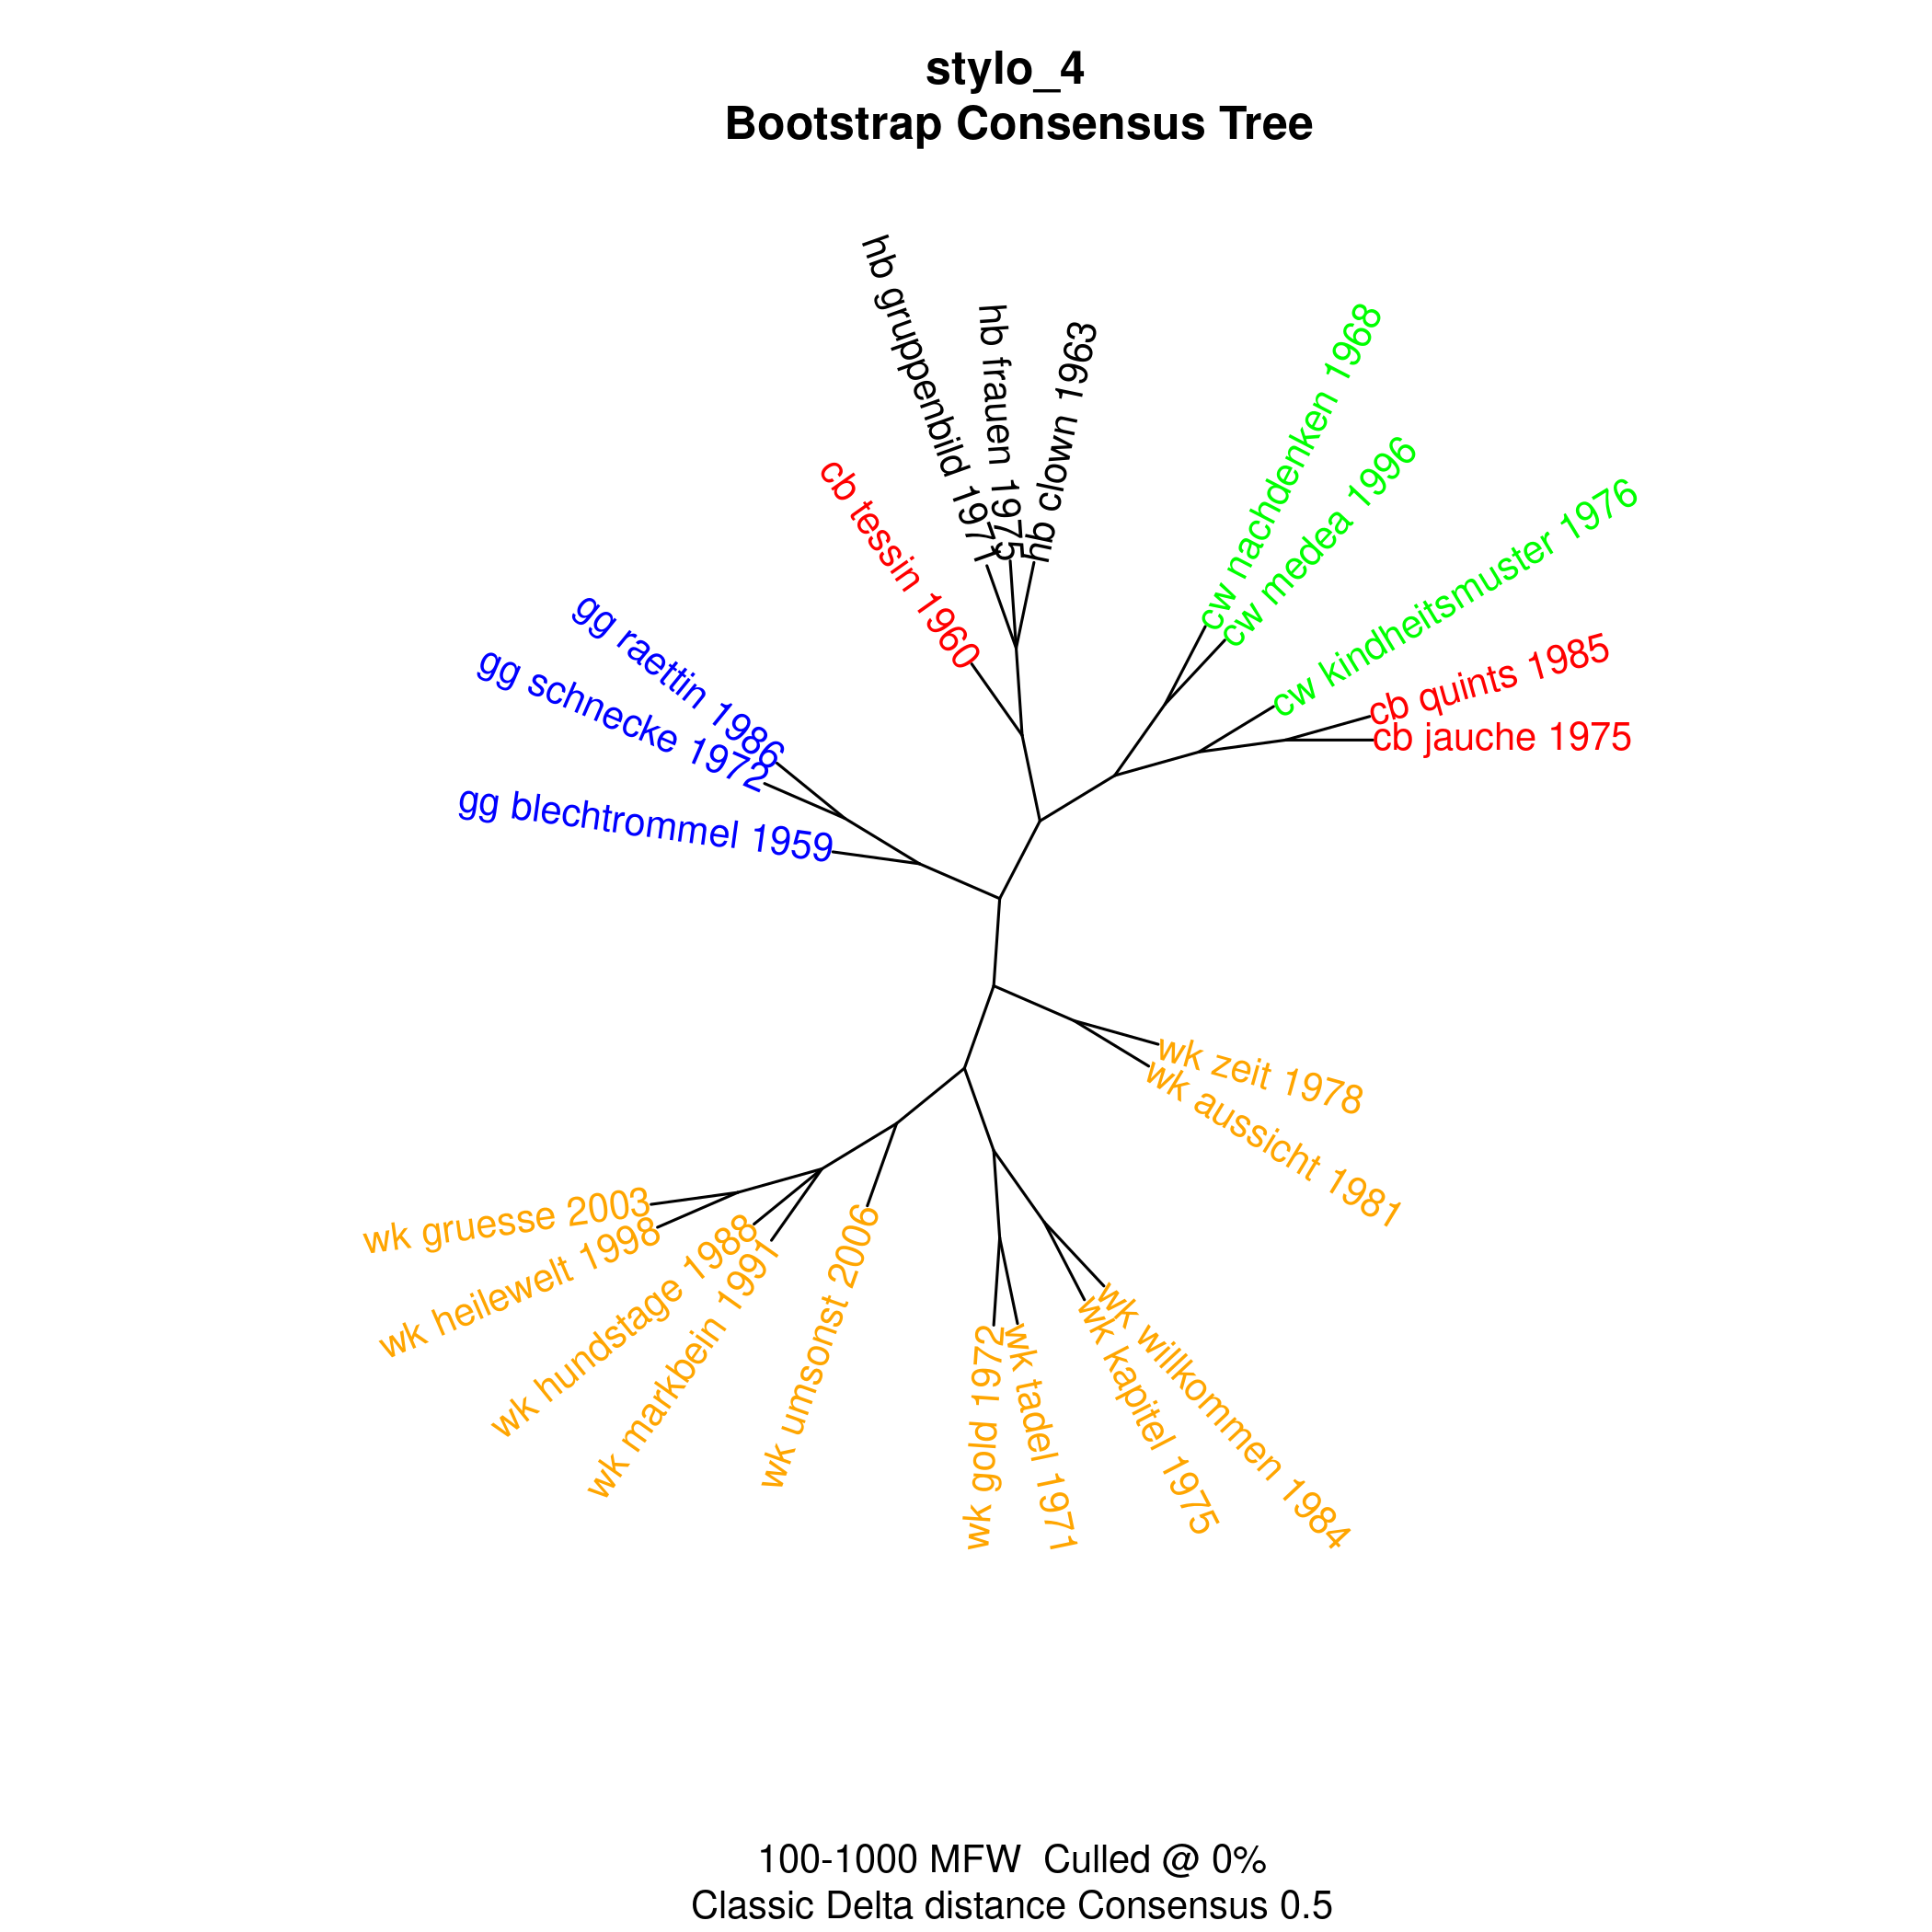 stylo_4
Bootstrap Consensus Tree
hb gruppenbild 1971
hb frauen 1975
hb clown 1963
cb tessin 1960
cw nachdenken 1968
cw medea 1996
cw kindheitsmuster 1976
cb quints 1985
cb jauche 1975
gg raettin 1986
gg schnecke 1972
gg blechtrommel 1959
wk zeit 1978
wk aussicht 1981
wk gruesse 2003
wk heilewelt 1998
wk hundstage 1988
wk markbein 1991
wk umsonst 2006
wk gold 1972
wk tadel 1971
wk kapitel 1975
wk willkommen 1984
100-1000 MFW  Culled @ 0%
Classic Delta distance Consensus 0.5